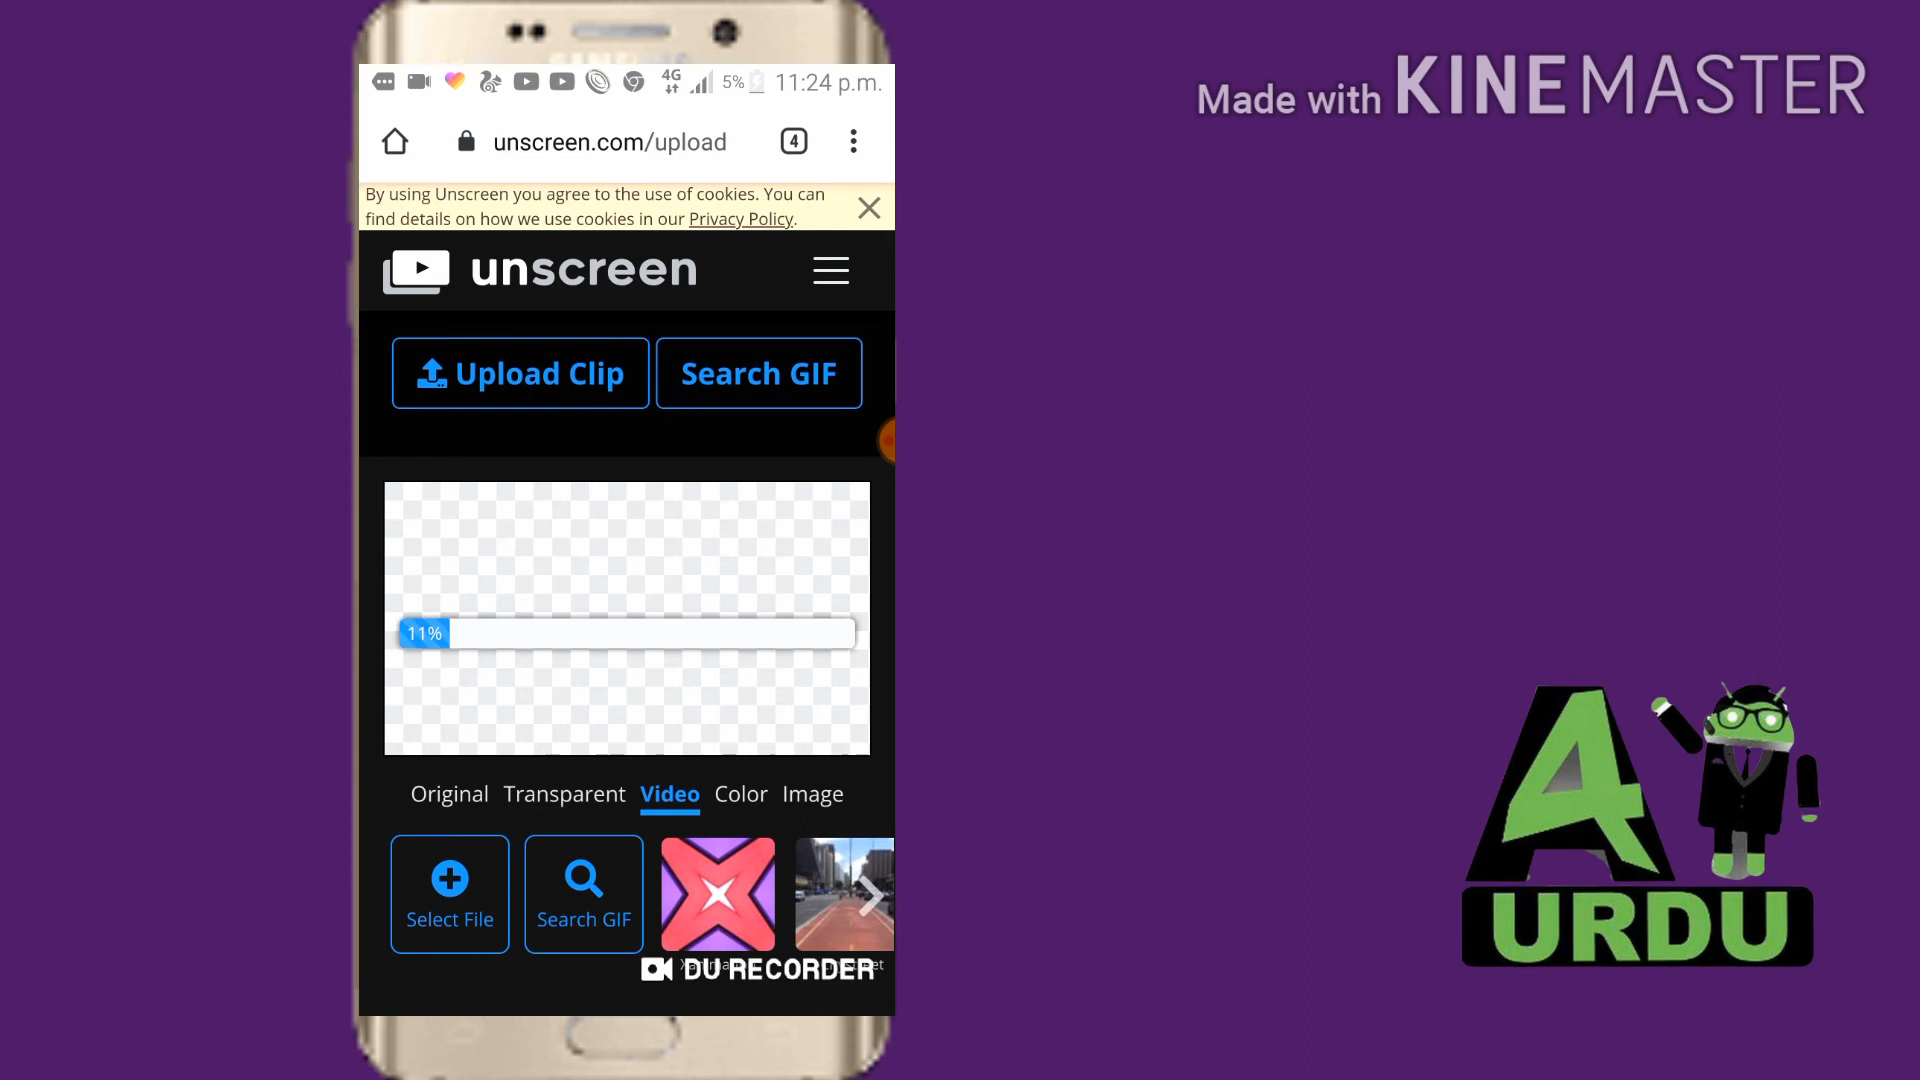 4G
5%
11:24 p.m.
Made with KINEMASTER
unscreen.com/upload
4
By using Unscreen you agree to the use of cookies. You can
find details on how we use cookies in our Privacy Policy.
unscreen
Upload Clip
Search GIF
11%
Original Transparent Video Color Image
Select File
Search GIF
DU RECORDER
A4
URDU